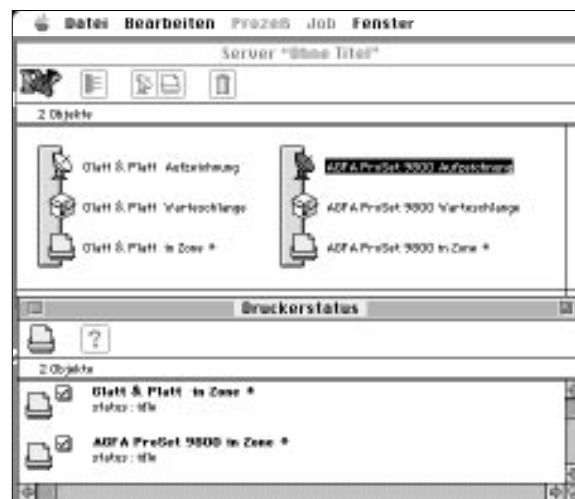 Datei Bearbeiten Prozeß Job Fenster
Server "Ohne Titel"
2 Objekte
Glatt & Platt Aufzeichnung
AGFA ProSet 9800 Aufzeichnung
Glatt & Platt Warteschlange
AGFA ProSet 9800 Warteschlange
Glatt & Platt in Zone *
AGFA ProSet 9800 in Zone *
Druckerstatus
?
2 Objekte
Glatt & Platt in Zone *
status : idle
AGFA ProSet 9800 in Zone *
status : idle